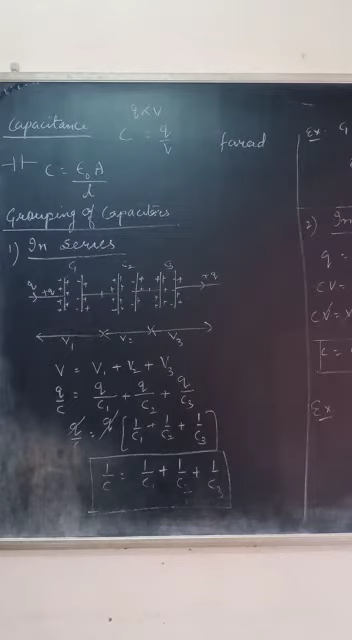 q ∝ V
Capacitance C = q/V farad
C = ε₀A/d
Grouping of Capacitors
1) In Series
C₁ C₂ C₃
q +q +q
V₁ V₂ V₃
V = V₁ + V₂ + V₃
q/C = q/C₁ + q/C₂ + q/C₃
q/C = q [1/C₁ + 1/C₂ + 1/C₃]
1/C = 1/C₁ + 1/C₂ + 1/C₃
Ex.
2) In
q =
CV =
Ex